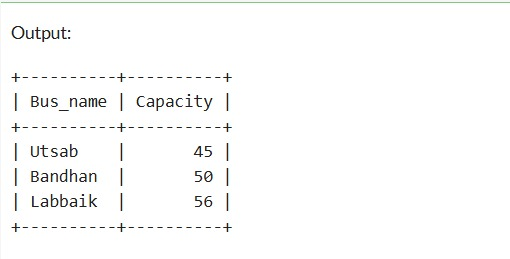 Output:
+----------+----------+
| Bus_name | Capacity |
+----------+----------+
| Utsab    |       45 |
| Bandhan  |       50 |
| Labbaik  |       56 |
+----------+----------+